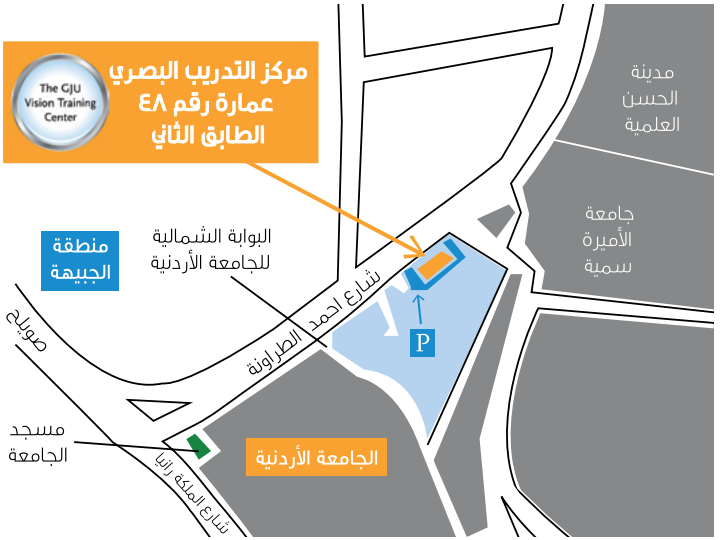 The GJU
Vision Training
Center
مركز التدريب البصري
عمارة رقم ٤٨
الطابق الثاني
مدينة
الحسن
العلمية
جامعة
الأميرة
سمية
البوابة الشمالية
للجامعة الأردنية
منطقة
الجبيهة
شارع احمد الطراونة
صويلح
P
مسجد
الجامعة
الجامعة الأردنية
شارع الملكة رانيا